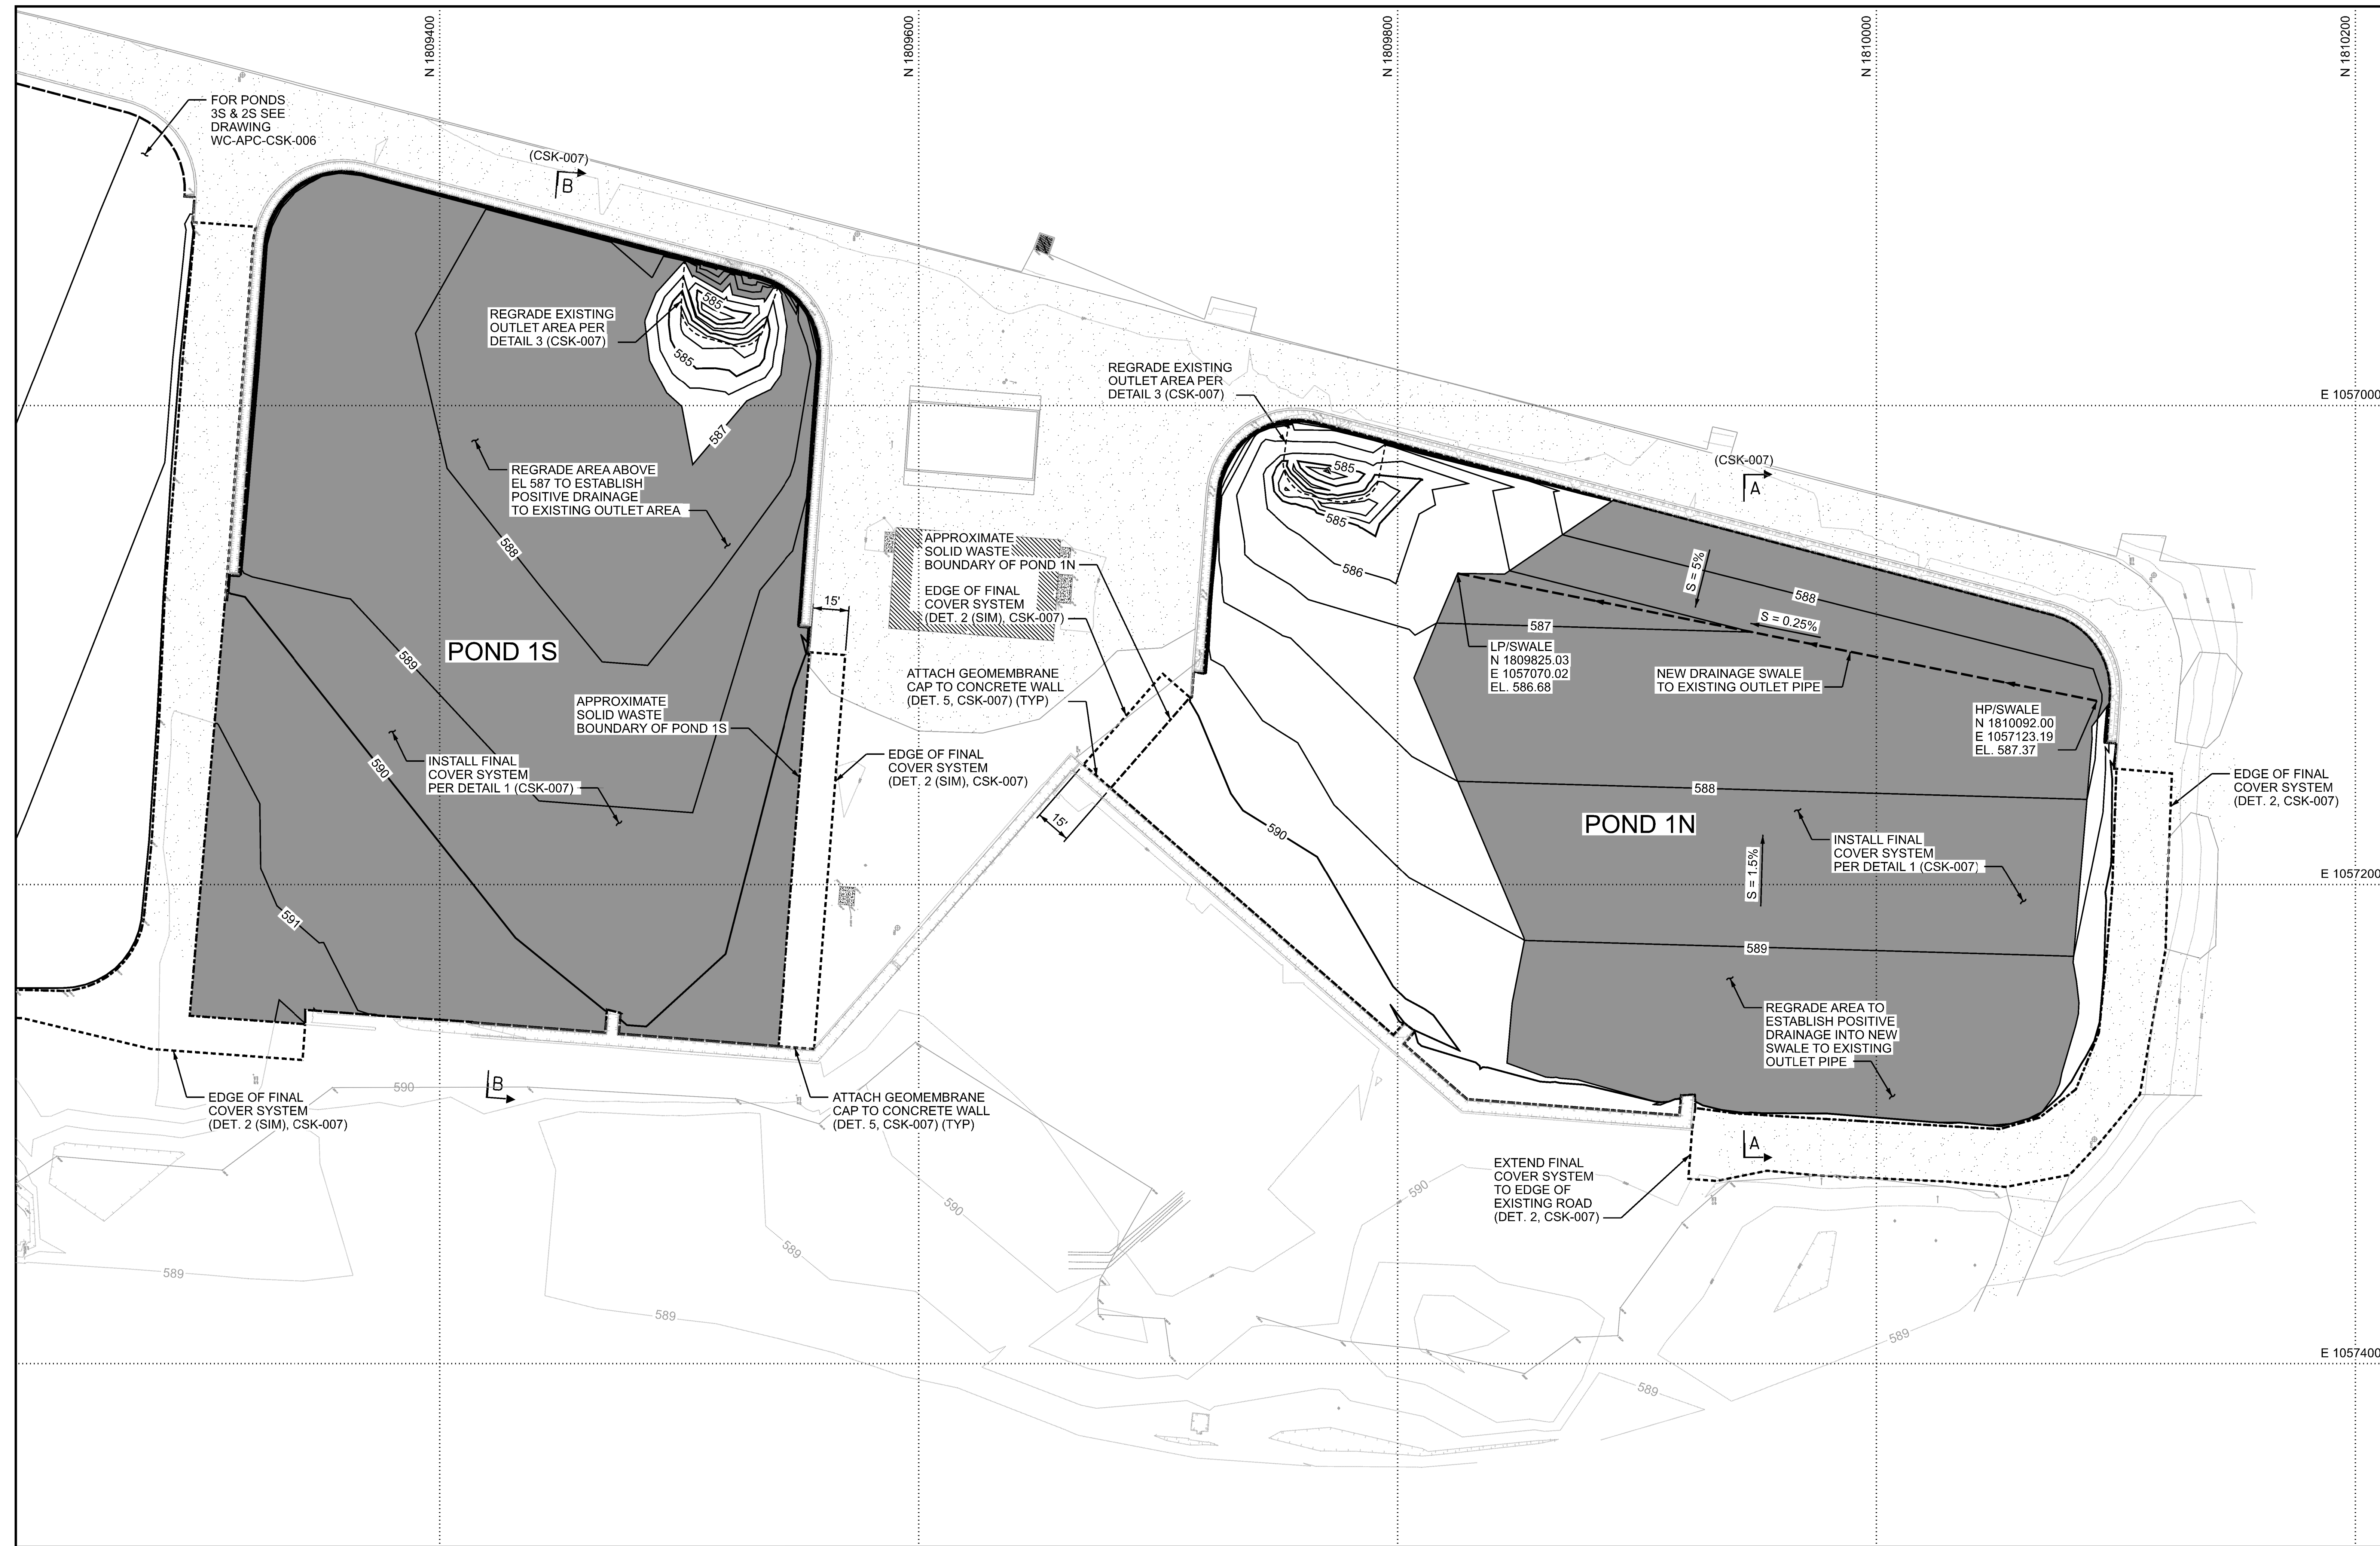 N 1809400
N 1809600
N 1809800
N 1810000
N 1810200
FOR PONDS
3S & 2S SEE
DRAWING
WC-APC-CSK-006
(CSK-007)
B
585
REGRADE EXISTING
OUTLET AREA PER
DETAIL 3 (CSK-007)
585
REGRADE EXISTING
OUTLET AREA PER
DETAIL 3 (CSK-007)
E 1057000
587
REGRADE AREA ABOVE
EL 587 TO ESTABLISH
POSITIVE DRAINAGE
TO EXISTING OUTLET AREA
585
585
(CSK-007)
A
588
APPROXIMATE
SOLID WASTE
BOUNDARY OF POND 1N
EDGE OF FINAL
COVER SYSTEM
(DET. 2 (SIM), CSK-007)
586
S = 5%
588
15'
587
S = 0.25%
POND 1S
589
LP/SWALE
N 1809825.03
E 1057070.02
EL. 586.68
ATTACH GEOMEMBRANE
CAP TO CONCRETE WALL
(DET. 5, CSK-007) (TYP)
NEW DRAINAGE SWALE
TO EXISTING OUTLET PIPE
APPROXIMATE
SOLID WASTE
BOUNDARY OF POND 1S
HP/SWALE
N 1810092.00
E 1057123.19
EL. 587.37
590
INSTALL FINAL
COVER SYSTEM
PER DETAIL 1 (CSK-007)
EDGE OF FINAL
COVER SYSTEM
(DET. 2 (SIM), CSK-007)
EDGE OF FINAL
COVER SYSTEM
(DET. 2, CSK-007)
588
15'
590
POND 1N
INSTALL FINAL
COVER SYSTEM
PER DETAIL 1 (CSK-007)
S = 1.5%
E 1057200
591
589
REGRADE AREA TO
ESTABLISH POSITIVE
DRAINAGE INTO NEW
SWALE TO EXISTING
OUTLET PIPE
B
590
EDGE OF FINAL
COVER SYSTEM
(DET. 2 (SIM), CSK-007)
ATTACH GEOMEMBRANE
CAP TO CONCRETE WALL
(DET. 5, CSK-007) (TYP)
A
EXTEND FINAL
COVER SYSTEM
TO EDGE OF
EXISTING ROAD
(DET. 2, CSK-007)
590
590
589
589
589
589
E 1057400
589